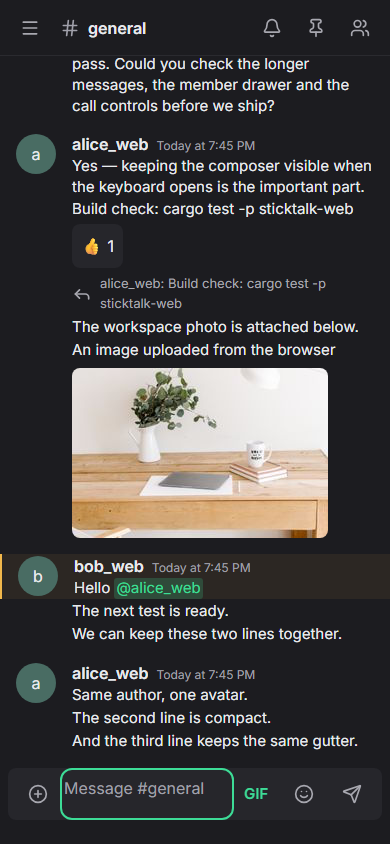 # general
pass. Could you check the longer
messages, the member drawer and the
call controls before we ship?
a
alice_web Today at 7:45 PM
Yes — keeping the composer visible when
the keyboard opens is the important part.
Build check: cargo test -p sticktalk-web
👍 1
alice_web: Build check: cargo test -p
sticktalk-web
The workspace photo is attached below.
An image uploaded from the browser
b
bob_web Today at 7:45 PM
Hello @alice_web
The next test is ready.
We can keep these two lines together.
a
alice_web Today at 7:45 PM
Same author, one avatar.
The second line is compact.
And the third line keeps the same gutter.
Message #general
GIF